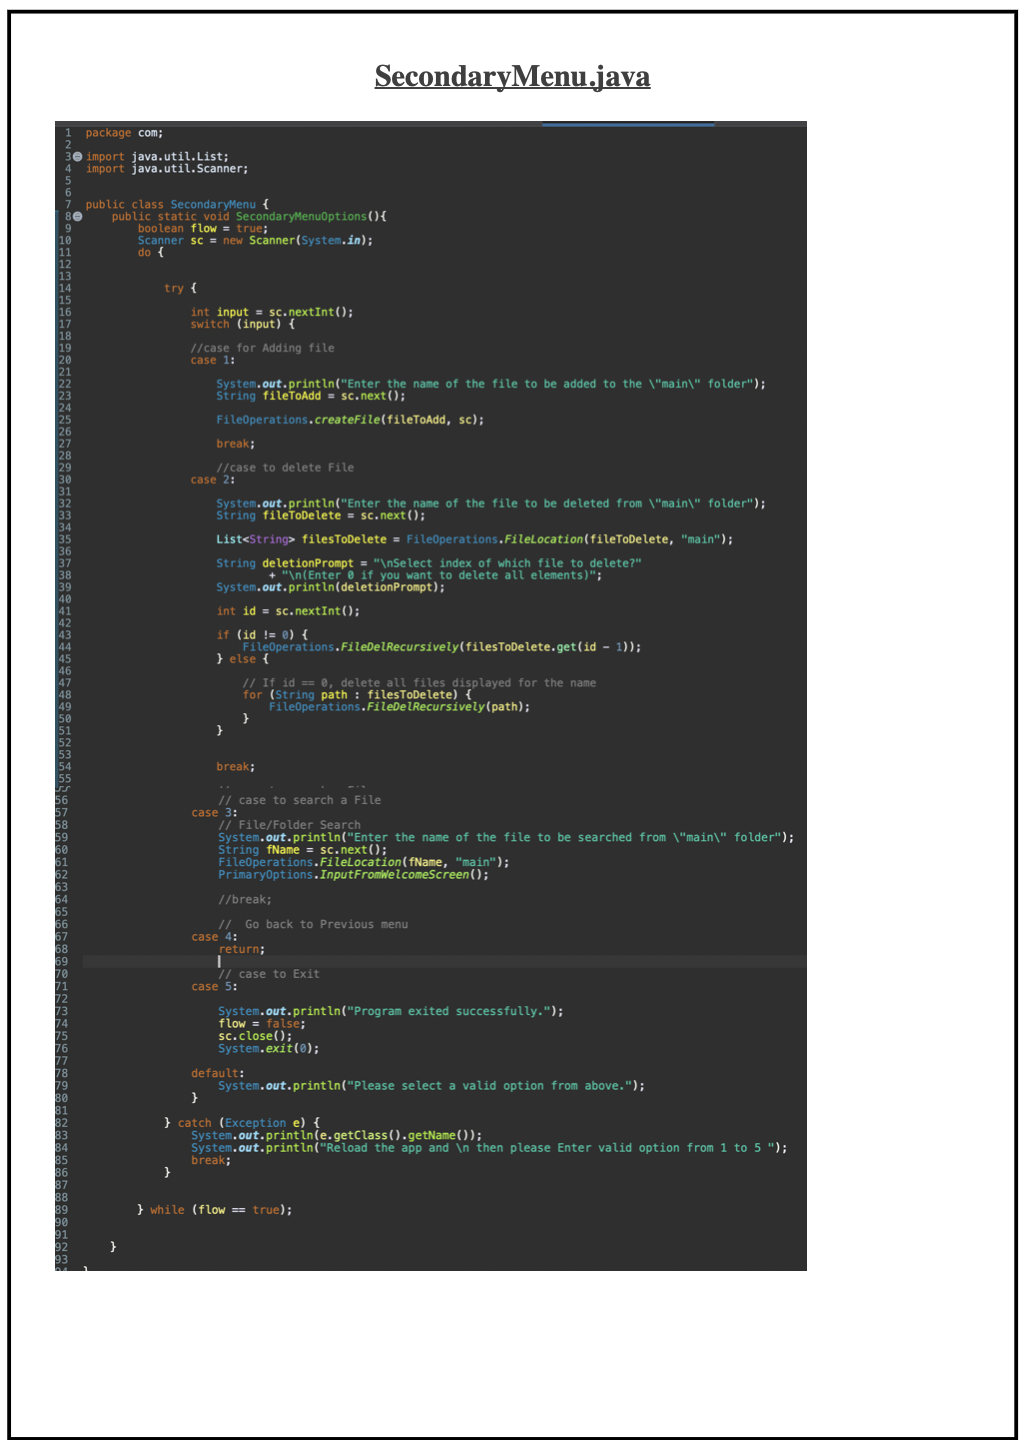 SecondaryMenu.java
1 package com;
2
3 import java.util.List;
4 import java.util.Scanner;
5
6
7 public class SecondaryMenu {
8 public static void SecondaryMenuOptions(){
9 boolean flow = true;
10 Scanner sc = new Scanner(System.in);
11 do {
12
13
14 try {
15
16 int input = sc.nextInt();
17 switch (input) {
18
19 //case for Adding file
20 case 1:
21
22 System.out.println("Enter the name of the file to be added to the \"main\" folder");
23 String fileToAdd = sc.next();
24
25 FileOperations.createFile(fileToAdd, sc);
26
27 break;
28
29 //case to delete File
30 case 2:
31
32 System.out.println("Enter the name of the file to be deleted from \"main\" folder");
33 String fileToDelete = sc.next();
34
35 List<String> filesToDelete = FileOperations.FileLocation(fileToDelete, "main");
36
37 String deletionPrompt = "\nSelect index of which file to delete?"
38 + "\n(Enter 0 if you want to delete all elements)";
39 System.out.println(deletionPrompt);
40
41 int id = sc.nextInt();
42
43 if (id != 0) {
44 FileOperations.FileDelRecursively(filesToDelete.get(id - 1));
45 } else {
46
47 // If id == 0, delete all files displayed for the name
48 for (String path : filesToDelete) {
49 FileOperations.FileDelRecursively(path);
50 }
51 }
52
53
54 break;
55
56 // case to search a File
57 case 3:
58 // File/Folder Search
59 System.out.println("Enter the name of the file to be searched from \"main\" folder");
60 String fName = sc.next();
61 FileOperations.FileLocation(fName, "main");
62 PrimaryOptions.InputFromWelcomeScreen();
63
64 //break;
65
66 // Go back to Previous menu
67 case 4:
68 return;
69
70 // case to Exit
71 case 5:
72
73 System.out.println("Program exited successfully.");
74 flow = false;
75 sc.close();
76 System.exit(0);
77
78 default:
79 System.out.println("Please select a valid option from above.");
80 }
81
82 } catch (Exception e) {
83 System.out.println(e.getClass().getName());
84 System.out.println("Reload the app and \n then please Enter valid option from 1 to 5 ");
85 break;
86 }
87
88
89 } while (flow == true);
90
91
92 }
93